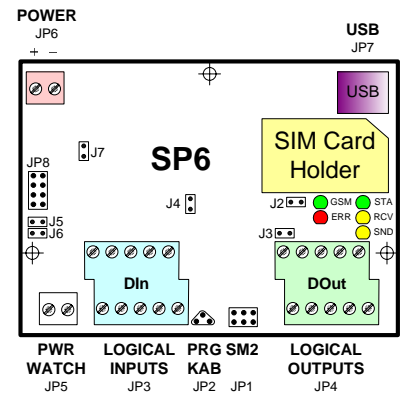 POWER
JP6
+ −
USB
JP7
USB
SIM Card
Holder
J7
SP6
JP8
J4
J2
GSM
STA
ERR
RCV
J5
J6
J3
SND
DIn
DOut
PWR
WATCH
JP5
LOGICAL
INPUTS
JP3
PRG
KAB
JP2
SM2
JP1
LOGICAL
OUTPUTS
JP4